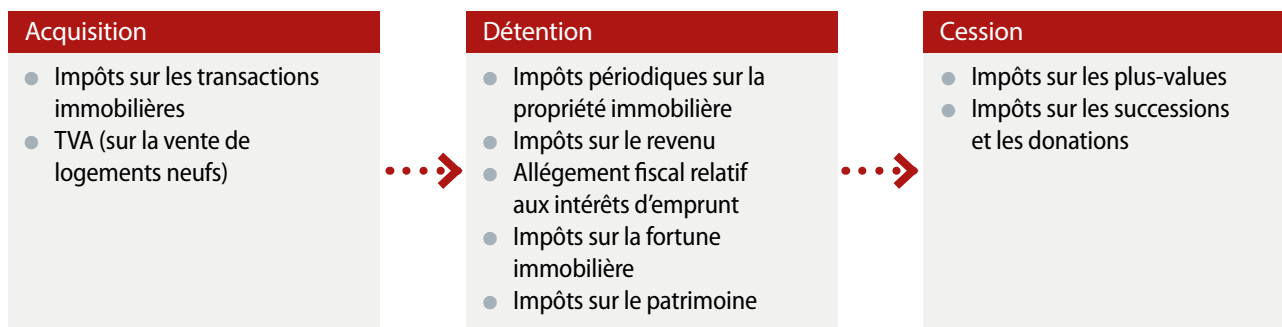 Acquisition
Impôts sur les transactions
immobilières
TVA (sur la vente de
logements neufs)
Détention
Impôts périodiques sur la
propriété immobilière
Impôts sur le revenu
Allégement fiscal relatif
aux intérêts d’emprunt
Impôts sur la fortune
immobilière
Impôts sur le patrimoine
Cession
Impôts sur les plus-values
Impôts sur les successions
et les donations